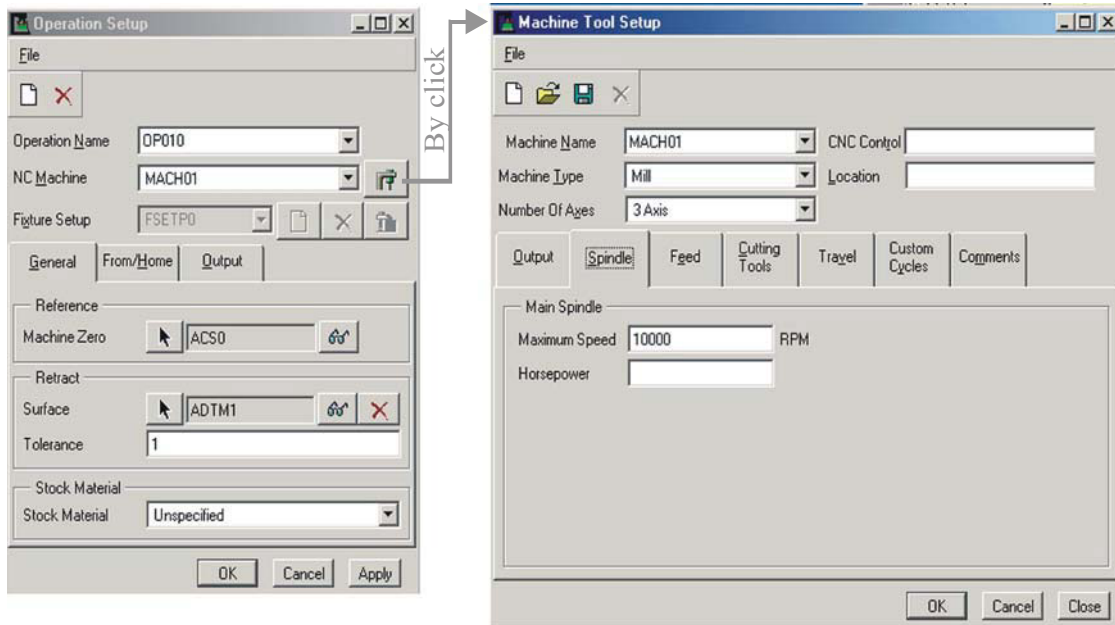 Operation Setup
File
Operation Name OP010
NC Machine MACH01
Fixture Setup FSETP0
General From/Home Output
Reference
Machine Zero ACS0
Retract
Surface ADTM1
Tolerance 1
Stock Material
Stock Material Unspecified
OK Cancel Apply
By click
Machine Tool Setup
File
Machine Name MACH01 CNC Control
Machine Type Mill Location
Number Of Axes 3 Axis
Output Spindle Feed Cutting Tools Travel Custom Cycles Comments
Main Spindle
Maximum Speed 10000 RPM
Horsepower
OK Cancel Close